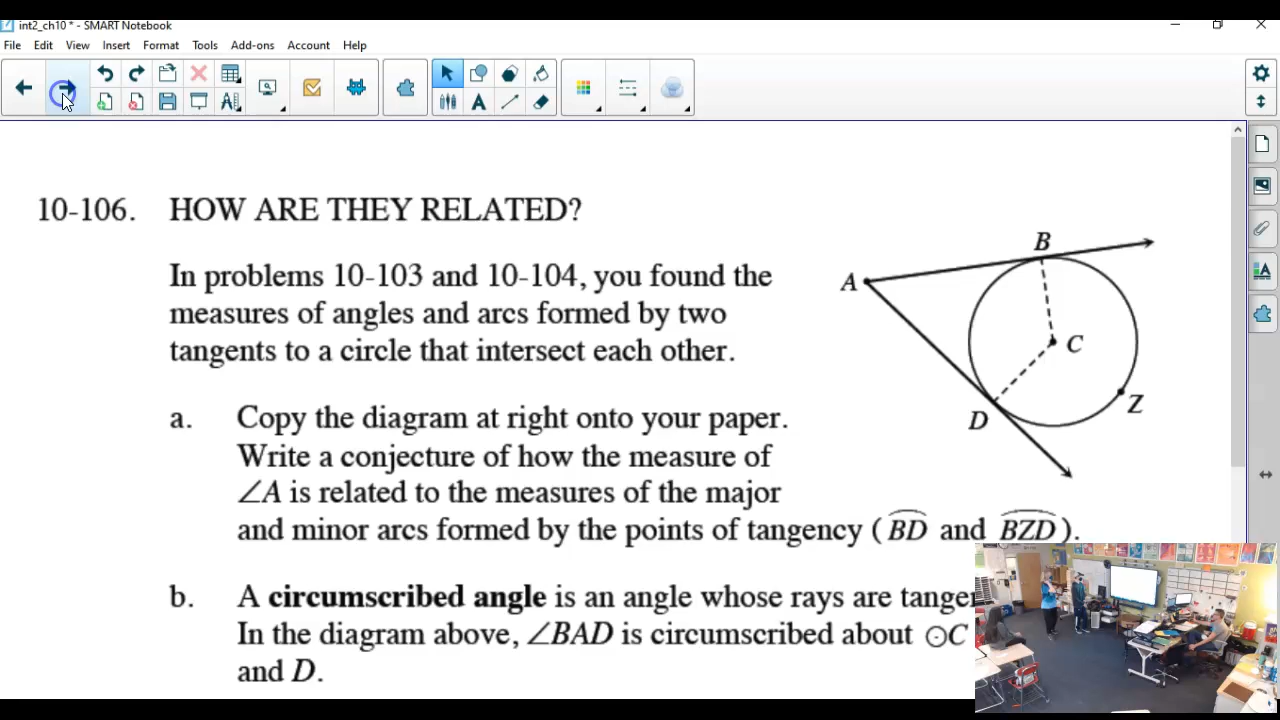 int2_ch10 * - SMART Notebook
File Edit View Insert Format Tools Add-ons Account Help
10-106. HOW ARE THEY RELATED?
In problems 10-103 and 10-104, you found the
measures of angles and arcs formed by two
tangents to a circle that intersect each other.
B
A
C
D
Z
a. Copy the diagram at right onto your paper.
Write a conjecture of how the measure of
∠A is related to the measures of the major
and minor arcs formed by the points of tangency ( BD and BZD ).
b. A circumscribed angle is an angle whose rays are
In the diagram above, ∠BAD is circumscribed about ⊙C
and D.